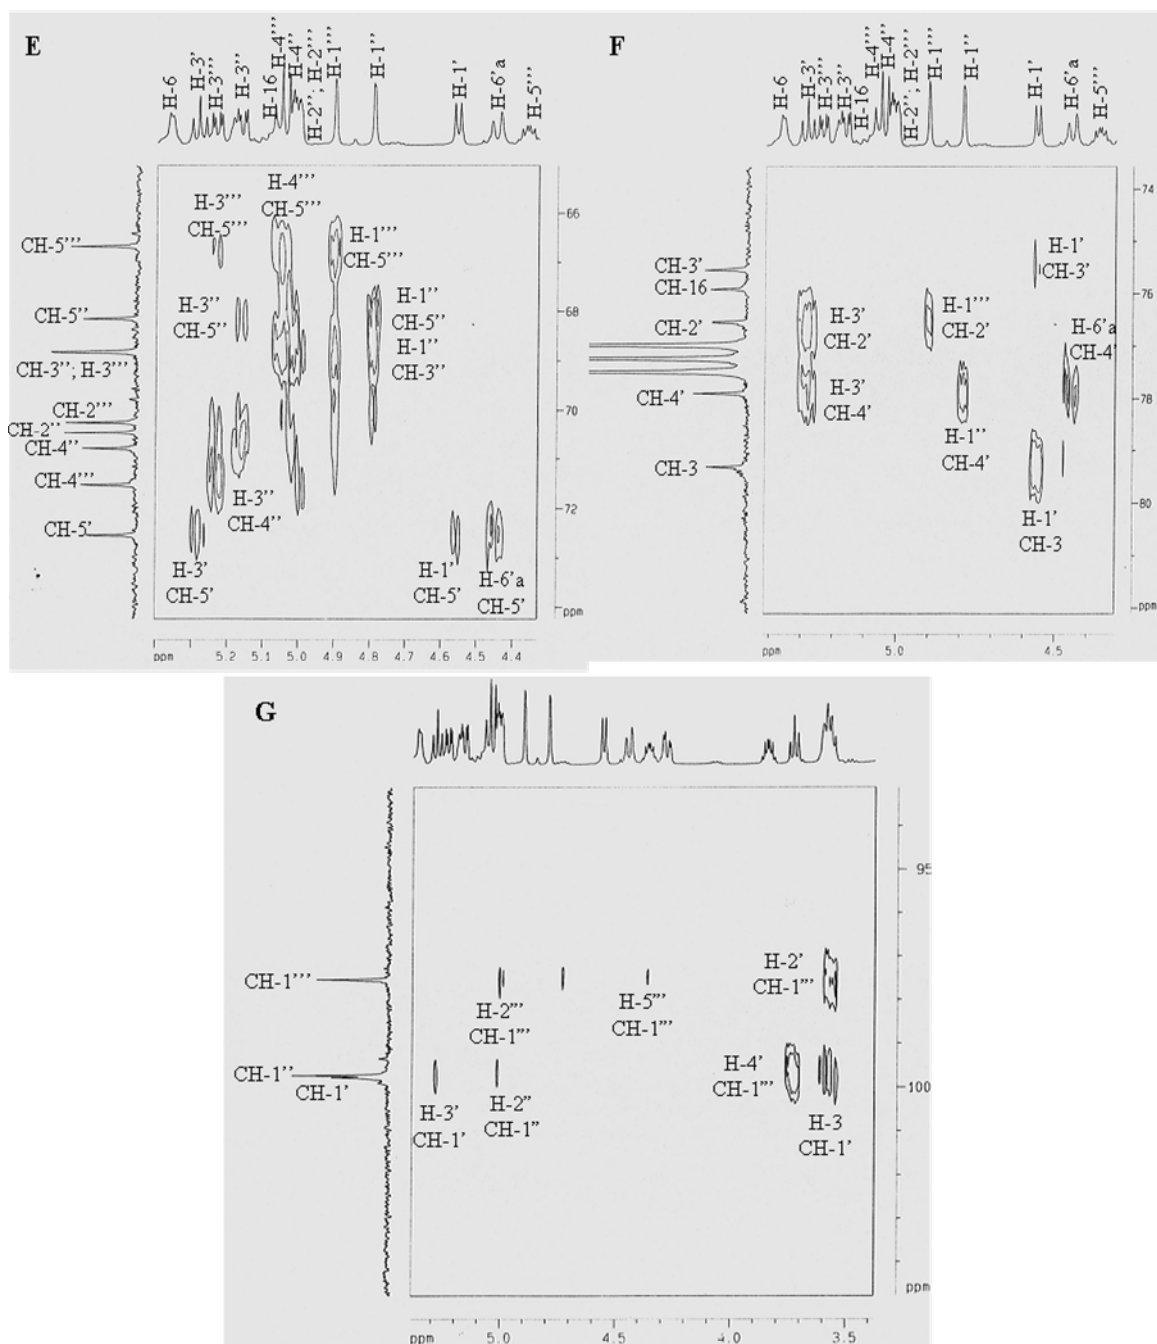 E
H-6
H-3'
H-3'''
H-3''
H-16
H-4'''
H-4''
H-2''; H-2'''
H-1'''
H-1''
H-1'
H-6'a
H-5'''
CH-5'''
CH-5''
CH-3''; H-3'''
CH-2'''
CH-2''
CH-4''
CH-4'''
CH-5'
H-3'''
CH-5'''
H-4'''
CH-5'''
H-1'''
CH-5'''
H-3''
CH-5''
H-1''
CH-5''
H-1''
CH-3''
H-3''
CH-4''
H-3'
CH-5'
H-1'
CH-5'
H-6'a
CH-5'
66
68
70
72
ppm
ppm 5.2 5.1 5.0 4.9 4.8 4.7 4.6 4.5 4.4
F
H-6
H-3'
H-3'''
H-3''
H-16
H-4'''
H-4''
H-2''; H-2'''
H-1'''
H-1''
H-1'
H-6'a
H-5'''
CH-3'
CH-16
CH-2'
CH-4'
CH-3
H-1'
CH-3'
H-3'
CH-2'
H-1'''
CH-2'
H-6'a
CH-4'
H-3'
CH-4'
H-1''
CH-4'
H-1'
CH-3
74
76
78
80
ppm
ppm 5.0 4.5
G
CH-1'''
CH-1''
CH-1'
H-2'
CH-1'''
H-2'''
CH-1'''
H-5'''
CH-1'''
H-4'
CH-1'''
H-3'
CH-1'
H-2''
CH-1''
H-3
CH-1'
95
100
ppm
ppm 5.0 4.5 4.0 3.5